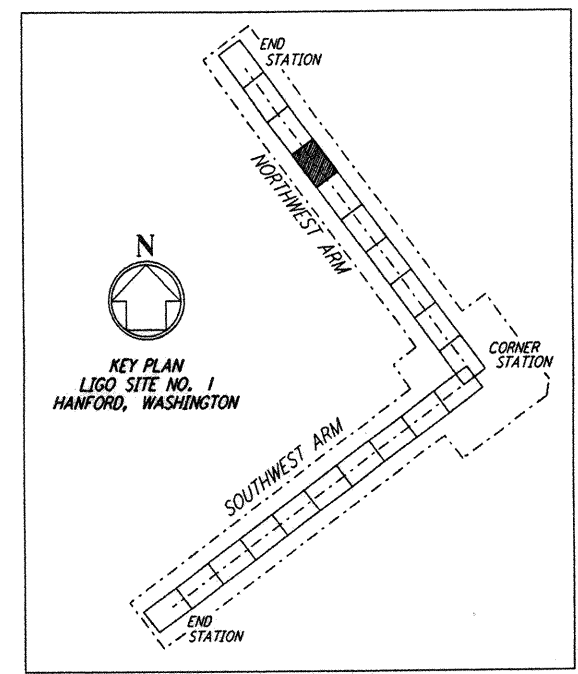 END
STATION
NORTHWEST ARM
N
KEY PLAN
LIGO SITE NO. 1
HANFORD, WASHINGTON
CORNER
STATION
SOUTHWEST ARM
END
STATION